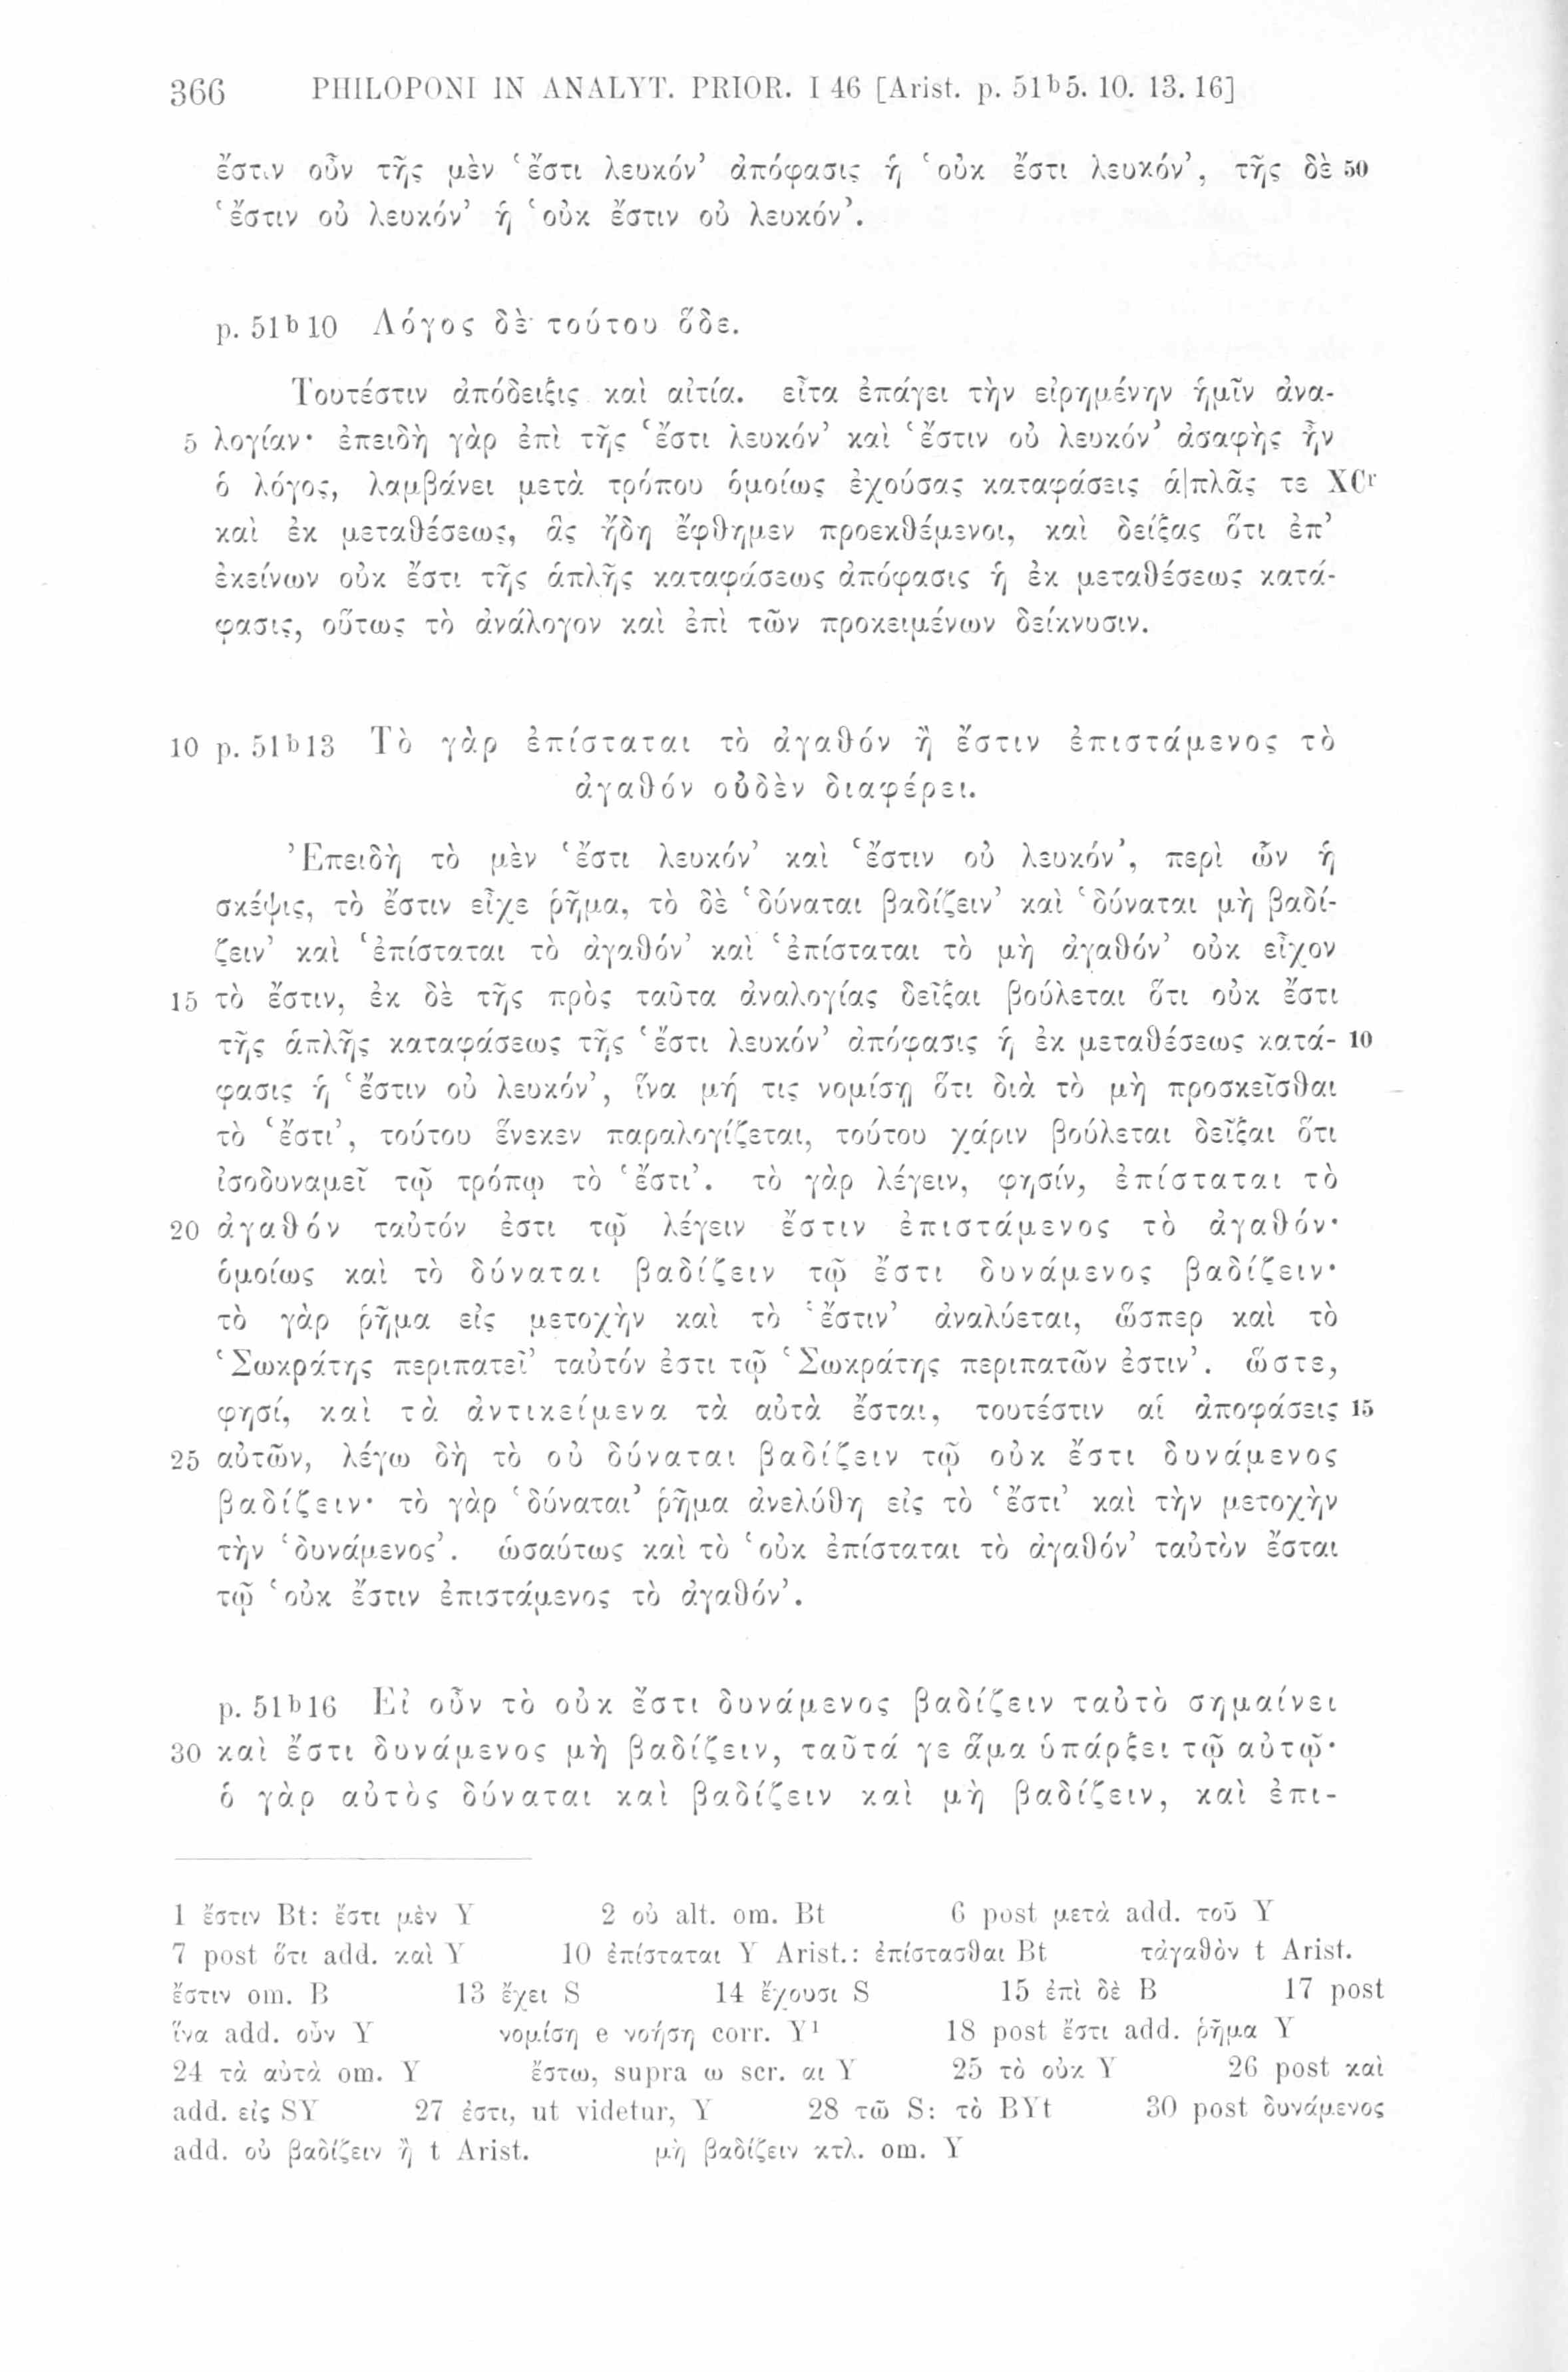 366 PHILOPONI IN ANALYT. PRIOR. I 46 [Arist. p. 51b5. 10. 13. 16]
ἔστιν οὖν τῆς μὲν ‘ἔστι λευκόν’ ἀπόφασις ἡ ‘οὐκ ἔστι λευκόν’, τῆς δὲ 50
‘ἔστιν οὐ λευκόν’ ἡ ‘οὐκ ἔστιν οὐ λευκόν’.
p. 51b10 Λόγος δὲ τούτου ὅδε.
Τουτέστιν ἀπόδειξις καὶ αἰτία. εἶτα ἐπάγει τὴν εἰρημένην ἡμῖν ἀνα-
5 λογίαν· ἐπειδὴ γὰρ ἐπὶ τῆς ‘ἔστι λευκόν’ καὶ ‘ἔστιν οὐ λευκόν’ ἀσαφὴς ἦν
ὁ λόγος, λαμβάνει μετὰ τρόπου ὁμοίως ἐχούσας καταφάσεις ἁ|πλᾶς τε XCr
καὶ ἐκ μεταθέσεως, ἃς ἤδη ἔφθημεν προεκθέμενοι, καὶ δείξας ὅτι ἐπ’
ἐκείνων οὐκ ἔστι τῆς ἁπλῆς καταφάσεως ἀπόφασις ἡ ἐκ μεταθέσεως κατά-
φασις, οὕτως τὸ ἀνάλογον καὶ ἐπὶ τῶν προκειμένων δείκνυσιν.
10 p. 51b13 Τὸ γὰρ ἐπίσταται τὸ ἀγαθόν ἢ ἔστιν ἐπιστάμενος τὸ
ἀγαθόν οὐδὲν διαφέρει.
Ἐπειδὴ τὸ μὲν ‘ἔστι λευκόν’ καὶ ‘ἔστιν οὐ λευκόν’, περὶ ὧν ἡ
σκέψις, τὸ ἔστιν εἶχε ῥῆμα, τὸ δὲ ‘δύναται βαδίζειν’ καὶ ‘δύναται μὴ βαδί-
ζειν’ καὶ ‘ἐπίσταται τὸ ἀγαθόν’ καὶ ‘ἐπίσταται τὸ μὴ ἀγαθόν’ οὐκ εἶχον
15 τὸ ἔστιν, ἐκ δὲ τῆς πρὸς ταῦτα ἀναλογίας δεῖξαι βούλεται ὅτι οὐκ ἔστι
τῆς ἁπλῆς καταφάσεως τῆς ‘ἔστι λευκόν’ ἀπόφασις ἡ ἐκ μεταθέσεως κατά- 10
φασις ἡ ‘ἔστιν οὐ λευκόν’, ἵνα μή τις νομίσῃ ὅτι διὰ τὸ μὴ προσκεῖσθαι
τὸ ‘ἔστι’, τούτου ἕνεκεν παραλογίζεται, τούτου χάριν βούλεται δεῖξαι ὅτι
ἰσοδυναμεῖ τῷ τρόπῳ τὸ ‘ἔστι’. τὸ γὰρ λέγειν, φησίν, ἐπίσταται τὸ
20 ἀγαθόν ταὐτόν ἐστι τῷ λέγειν ἔστιν ἐπιστάμενος τὸ ἀγαθόν·
ὁμοίως καὶ τὸ δύναται βαδίζειν τῷ ἔστι δυνάμενος βαδίζειν·
τὸ γὰρ ῥῆμα εἰς μετοχὴν καὶ τὸ ‘ἔστιν’ ἀναλύεται, ὥσπερ καὶ τὸ
‘Σωκράτης περιπατεῖ’ ταὐτόν ἐστι τῷ ‘Σωκράτης περιπατῶν ἐστιν’. ὥστε,
φησί, καὶ τὰ ἀντικείμενα τὰ αὐτὰ ἔσται, τουτέστιν αἱ ἀποφάσεις 15
25 αὐτῶν, λέγω δὴ τὸ οὐ δύναται βαδίζειν τῷ οὐκ ἔστι δυνάμενος
βαδίζειν· τὸ γὰρ ‘δύναται’ ῥῆμα ἀνελύθη εἰς τὸ ‘ἔστι’ καὶ τὴν μετοχὴν
τὴν ‘δυνάμενος’. ὡσαύτως καὶ τὸ ‘οὐκ ἐπίσταται τὸ ἀγαθόν’ ταὐτὸν ἔσται
τῷ ‘οὐκ ἔστιν ἐπιστάμενος τὸ ἀγαθόν’.
p. 51b16 Εἰ οὖν τὸ οὐκ ἔστι δυνάμενος βαδίζειν ταὐτὸ σημαίνει
30 καὶ ἔστι δυνάμενος μὴ βαδίζειν, ταῦτά γε ἅμα ὑπάρξει τῷ αὐτῷ·
ὁ γὰρ αὐτὸς δύναται καὶ βαδίζειν καὶ μὴ βαδίζειν, καὶ ἐπι-
1 ἔστιν Bt: ἔστι μὲν Y 2 οὐ alt. om. Bt 6 post μετὰ add. τοῦ Y
7 post ὅτι add. καὶ Y 10 ἐπίσταται Y Arist.: ἐπίστασθαι Bt τἀγαθὸν t Arist.
ἔστιν om. B 13 ἔχει S 14 ἔχουσι S 15 ἐπὶ δὲ B 17 post
ἵνα add. οὖν Y νομίσῃ e νοήσῃ corr. Y¹ 18 post ἔστι add. ῥῆμα Y
24 τὰ αὐτὰ om. Y ἔστω, supra ω scr. αι Y 25 τὸ οὐκ Y 26 post καὶ
add. εἰς SY 27 ἐστι, ut videtur, Y 28 τῶ S: τὸ BYt 30 post δυνάμενος
add. οὐ βαδίζειν ἢ t Arist. μὴ βαδίζειν κτλ. om. Y